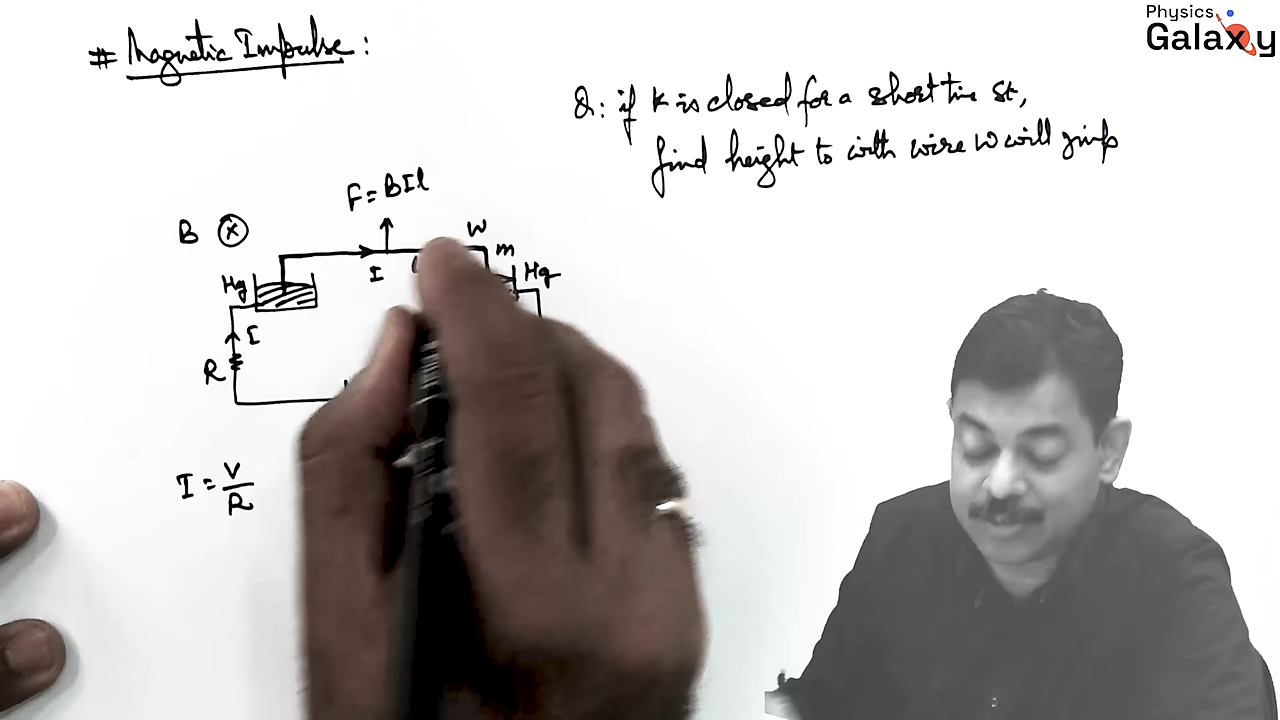 Physics
Galaxy
# Magnetic Impulse :
Q: if K is closed for a short time δt,
find height to with wire W will jump
F = BIl
B
W
I
m
Hg
Hg
I
R
I = V/R